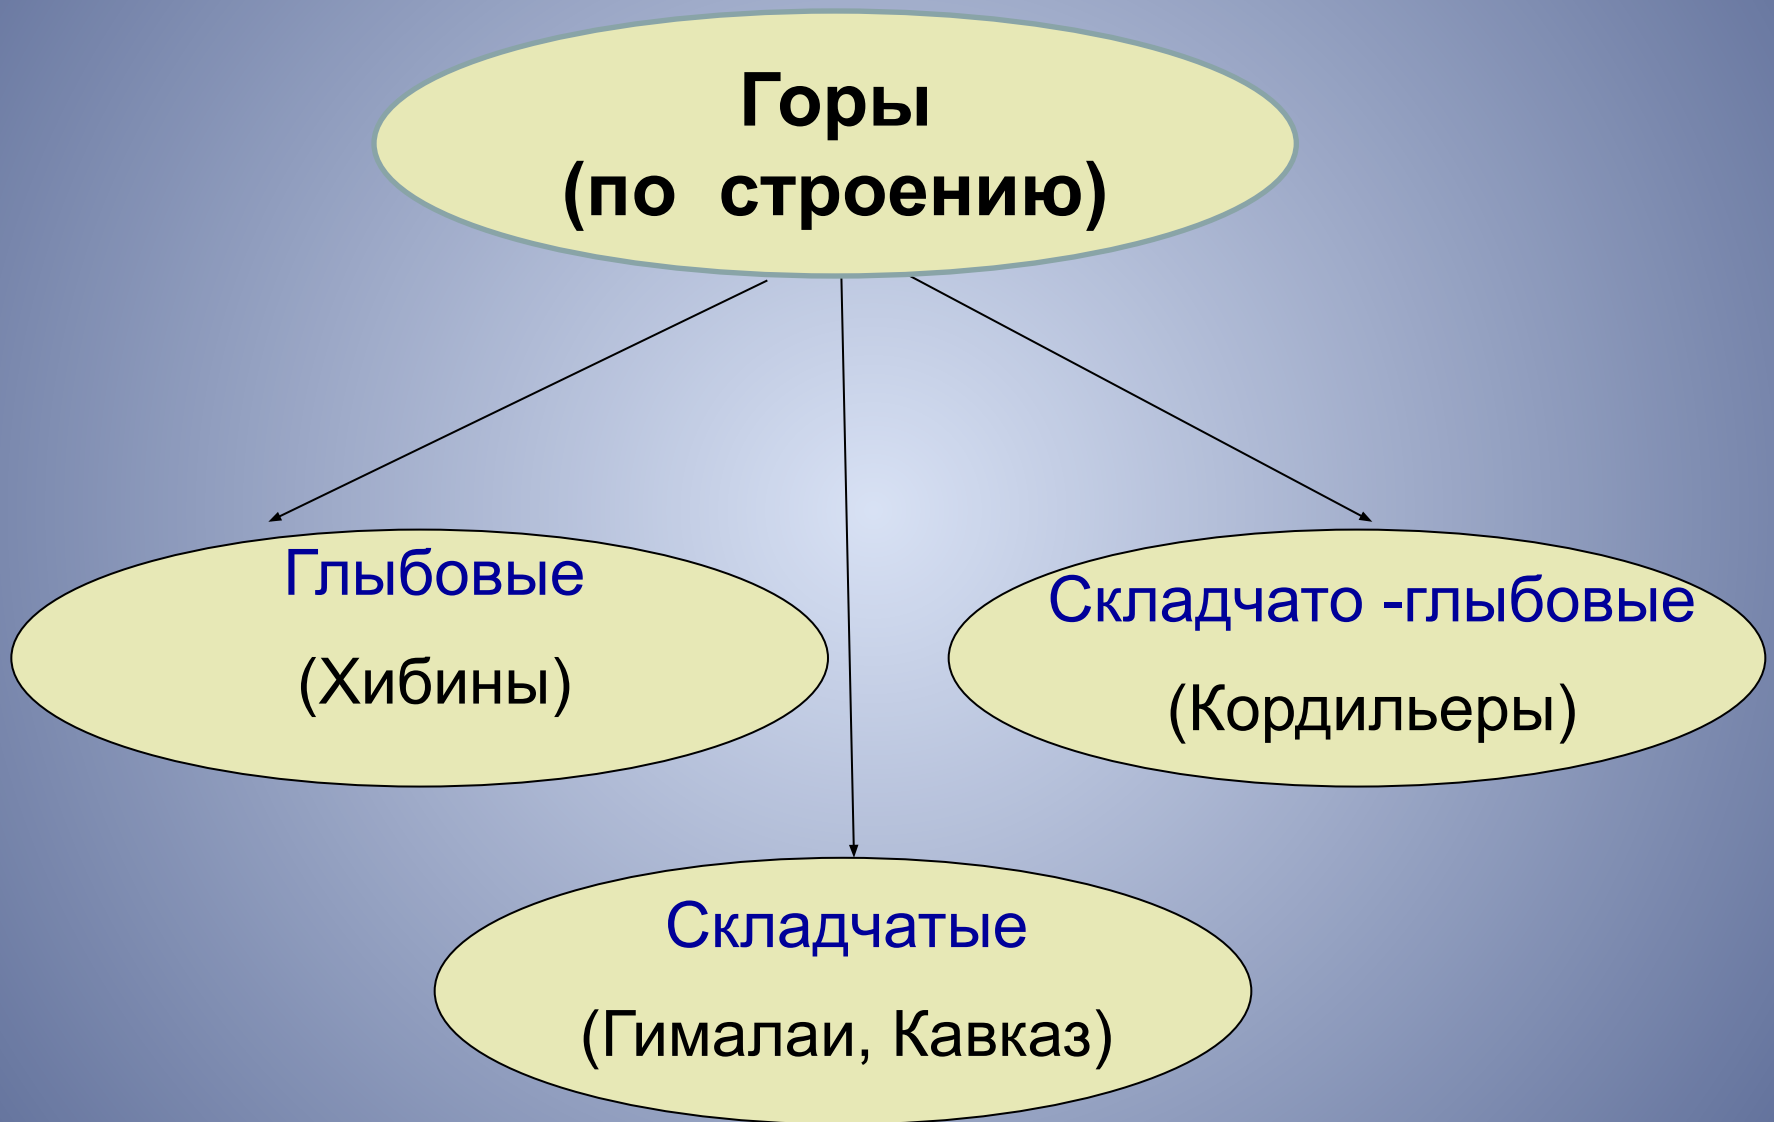 Горы
(по строению)
Глыбовые
(Хибины)
Складчато -глыбовые
(Кордильеры)
Складчатые
(Гималаи, Кавказ)